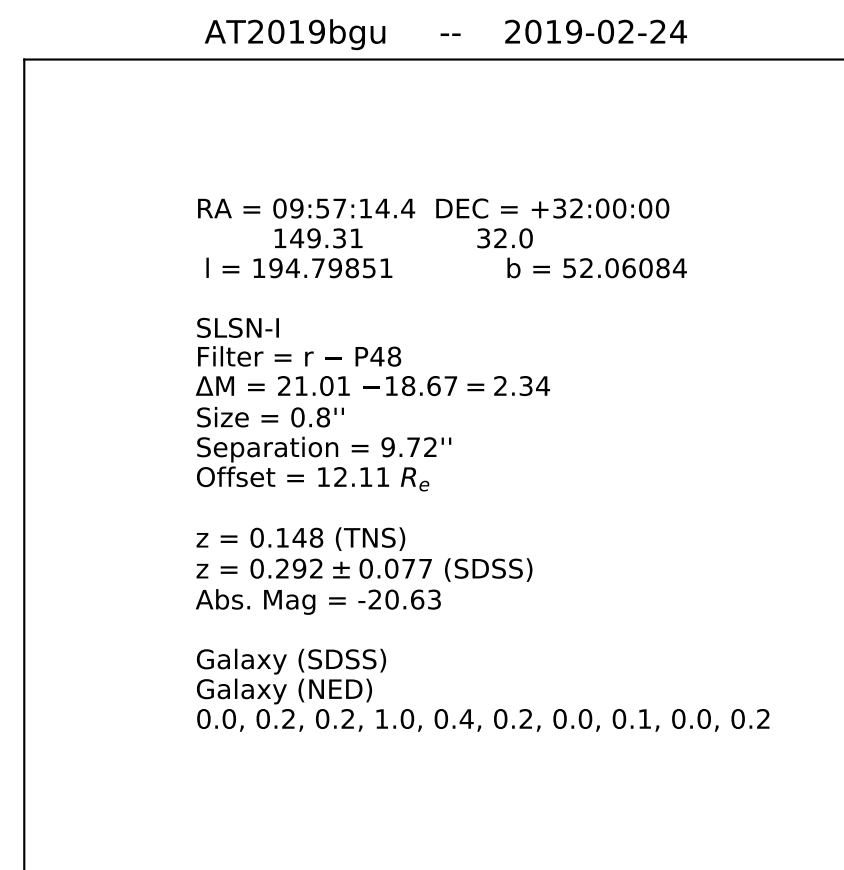 AT2019bgu -- 2019-02-24
RA = 09:57:14.4 DEC = +32:00:00
149.31 32.0
l = 194.79851 b = 52.06084
SLSN-I
Filter = r − P48
ΔM = 21.01 −18.67 = 2.34
Size = 0.8''
Separation = 9.72''
Offset = 12.11 Rₑ
z = 0.148 (TNS)
z = 0.292 ± 0.077 (SDSS)
Abs. Mag = -20.63
Galaxy (SDSS)
Galaxy (NED)
0.0, 0.2, 0.2, 1.0, 0.4, 0.2, 0.0, 0.1, 0.0, 0.2